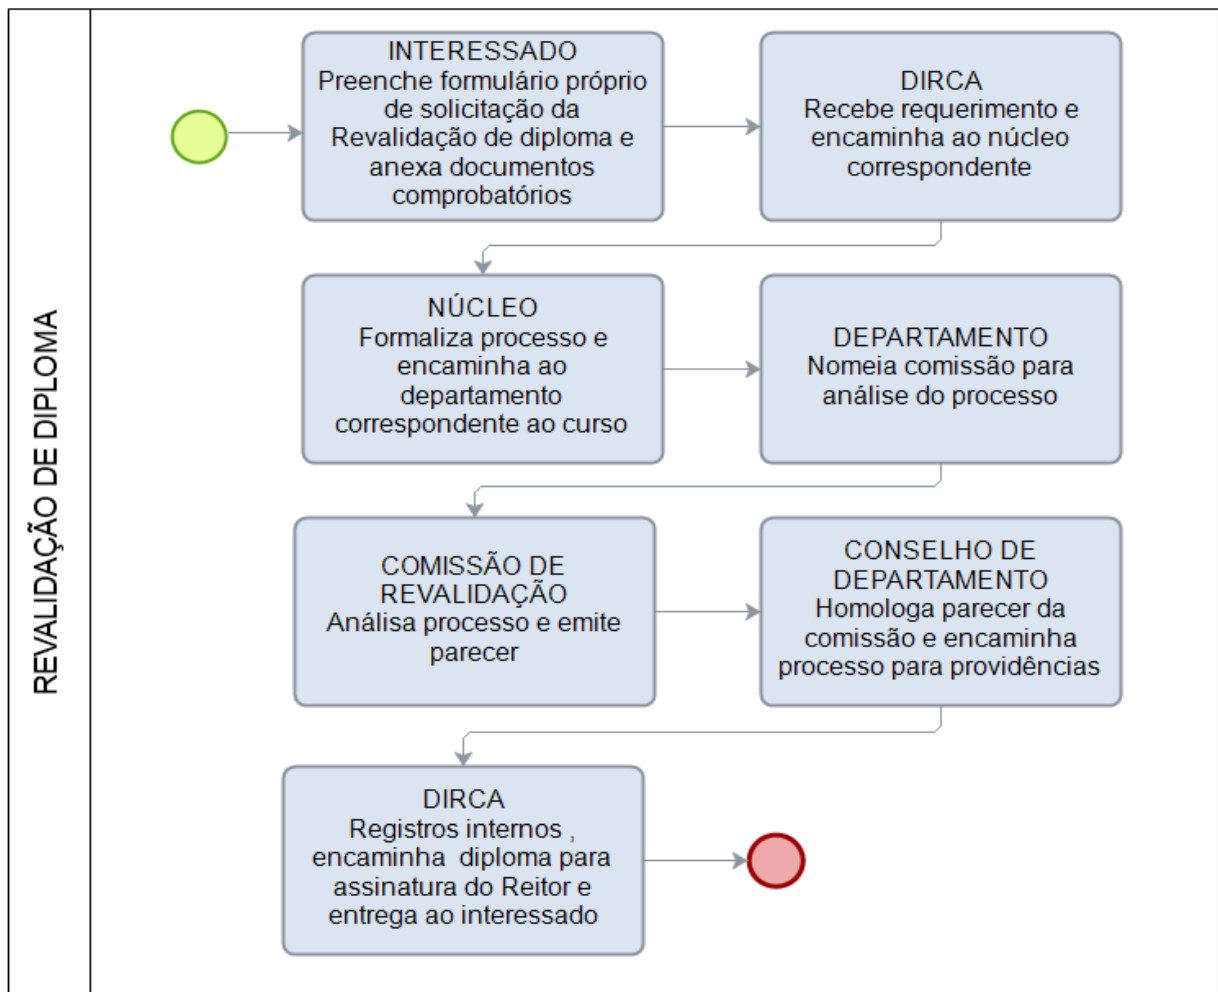 REVALIDAÇÃO DE DIPLOMA
INTERESSADO
Preenche formulário próprio
de solicitação da
Revalidação de diploma e
anexa documentos
comprobatórios
DIRCA
Recebe requerimento e
encaminha ao núcleo
correspondente
NÚCLEO
Formaliza processo e
encaminha ao
departamento
correspondente ao curso
DEPARTAMENTO
Nomeia comissão para
análise do processo
COMISSÃO DE
REVALIDAÇÃO
Análisa processo e emite
parecer
CONSELHO DE
DEPARTAMENTO
Homologa parecer da
comissão e encaminha
processo para providências
DIRCA
Registros internos ,
encaminha  diploma para
assinatura do Reitor e
entrega ao interessado